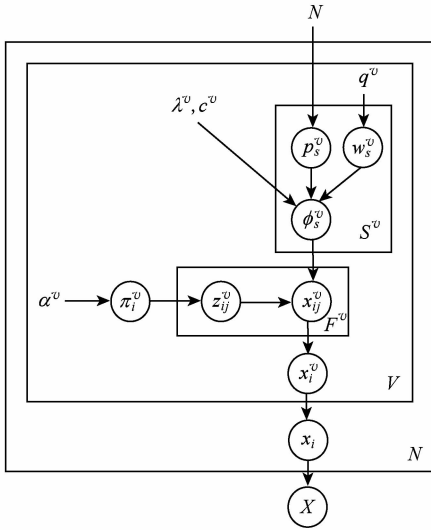 N
q^v
λ^v, c^v
p_s^v w_s^v
ϕ_s^v
S^v
α^v π_i^v z_ij^v x_ij^v
F^v
x_i^v
V
x_i
N
X